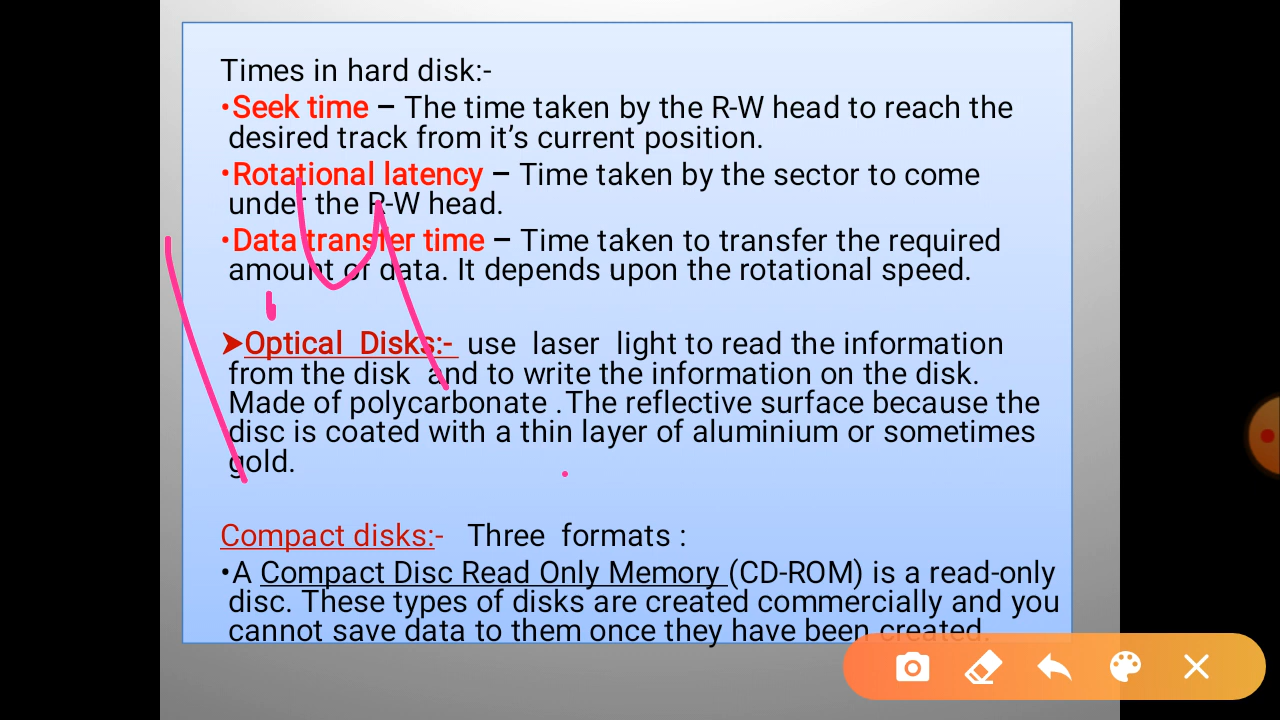 Times in hard disk:-
•Seek time – The time taken by the R-W head to reach the
desired track from it’s current position.
•Rotational latency – Time taken by the sector to come
under the R-W head.
•Data transfer time – Time taken to transfer the required
amount of data. It depends upon the rotational speed.
➤Optical Disks:- use laser light to read the information
from the disk and to write the information on the disk.
Made of polycarbonate .The reflective surface because the
disc is coated with a thin layer of aluminium or sometimes
gold.
Compact disks:- Three formats :
•A Compact Disc Read Only Memory (CD-ROM) is a read-only
disc. These types of disks are created commercially and you
cannot save data to them once they have been created.